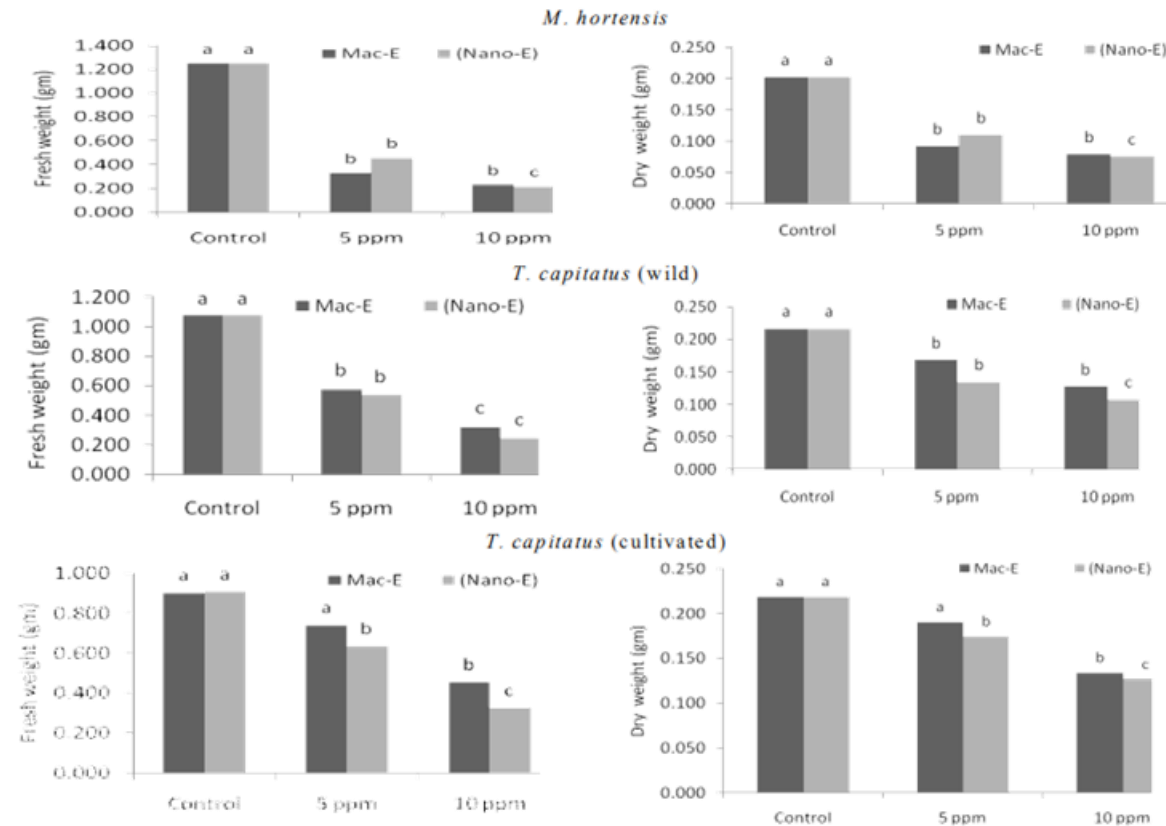 M. hortensis
Fresh weight (gm)
1.400
1.200
1.000
0.800
0.600
0.400
0.200
0.000
a a
b b
b c
Mac-E (Nano-E)
Control 5 ppm 10 ppm
Dry weight (gm)
0.250
0.200
0.150
0.100
0.050
0.000
a a
b b
b c
Mac-E (Nano-E)
Control 5 ppm 10 ppm
T. capitatus (wild)
Fresh weight (gm)
1.200
1.000
0.800
0.600
0.400
0.200
0.000
a a
b b
c c
Mac-E (Nano-E)
Control 5 ppm 10 ppm
Dry weight (gm)
0.250
0.200
0.150
0.100
0.050
0.000
a a
b b
b c
Mac-E (Nano-E)
Control 5 ppm 10 ppm
T. capitatus (cultivated)
Fresh weight (gm)
1.000
0.800
0.600
0.400
0.200
0.000
a a
a b
b c
Mac-E (Nano-E)
Control 5 ppm 10 ppm
Dry weight (gm)
0.250
0.200
0.150
0.100
0.050
0.000
a a
a b
b c
Mac-E (Nano-E)
Control 5 ppm 10 ppm